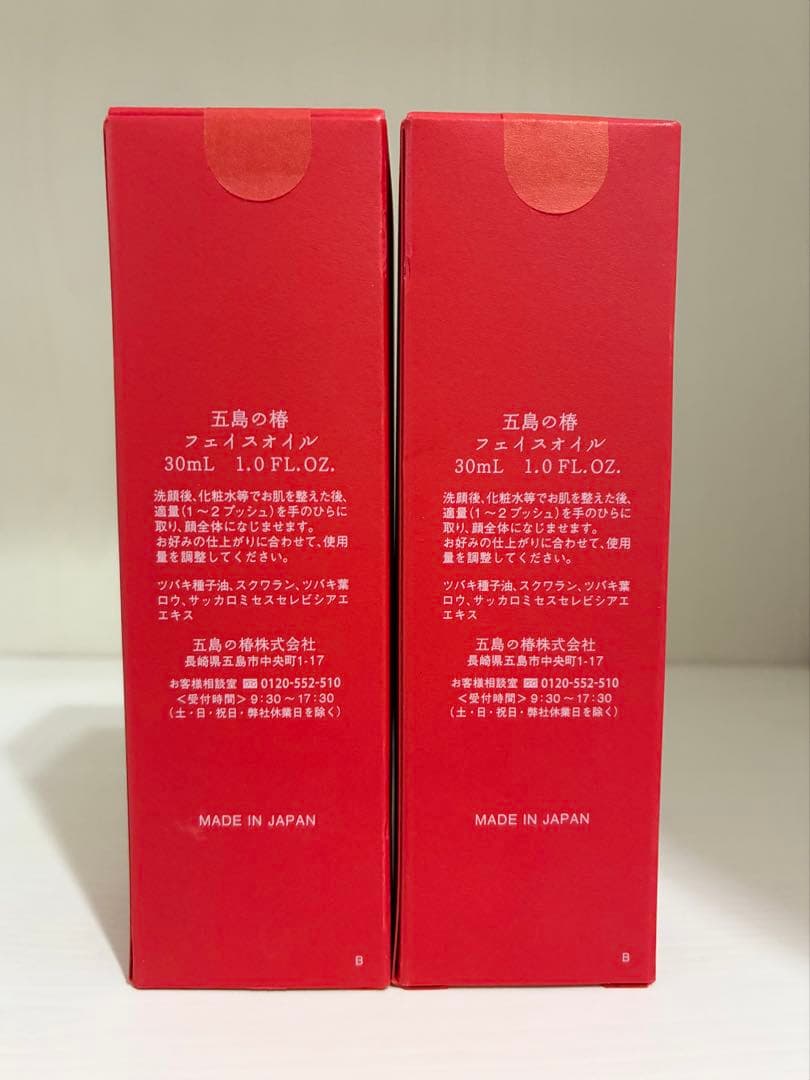 五島の椿
フェイスオイル
30mL 1.0 FL.OZ.
洗顔後、化粧水等でお肌を整えた後、
適量(1〜2プッシュ)を手のひらに
取り、顔全体になじませます。
お好みの仕上がりに合わせて、使用
量を調整してください。
ツバキ種子油、スクワラン、ツバキ葉
ロウ、サッカロミセスセレビシアエ
エキス
五島の椿株式会社
長崎県五島市中央町1-17
お客様相談室 0120-552-510
<受付時間> 9:30〜17:30
(土・日・祝日・弊社休業日を除く)
MADE IN JAPAN
B
五島の椿
フェイスオイル
30mL 1.0 FL.OZ.
洗顔後、化粧水等でお肌を整えた後、
適量(1〜2プッシュ)を手のひらに
取り、顔全体になじませます。
お好みの仕上がりに合わせて、使用
量を調整してください。
ツバキ種子油、スクワラン、ツバキ葉
ロウ、サッカロミセスセレビシアエ
エキス
五島の椿株式会社
長崎県五島市中央町1-17
お客様相談室 0120-552-510
<受付時間> 9:30〜17:30
(土・日・祝日・弊社休業日を除く)
MADE IN JAPAN
B